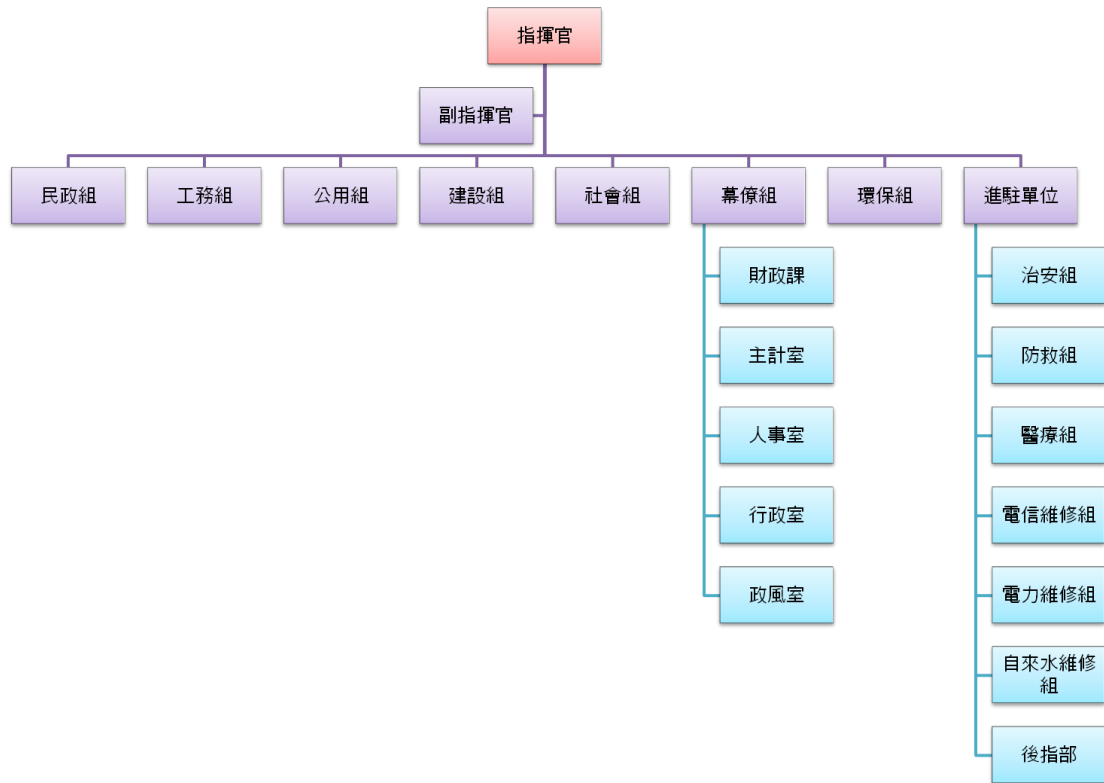 指揮官
副指揮官
民政組
工務組
公用組
建設組
社會組
幕僚組
環保組
進駐單位
財政課
主計室
人事室
行政室
政風室
治安組
防救組
醫療組
電信維修組
電力維修組
自來水維修
組
後指部